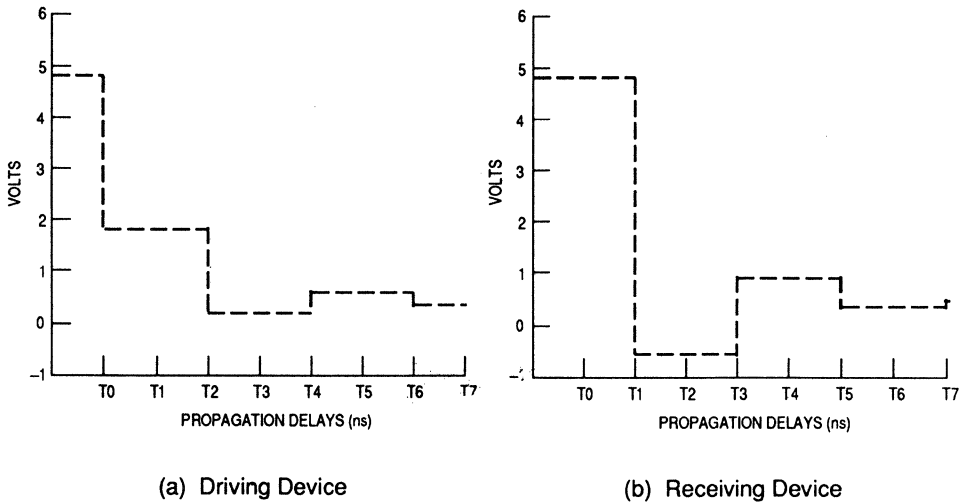 6
5
4
3
2
1
0
–1
VOLTS
T0 T1 T2 T3 T4 T5 T6 T7
PROPAGATION DELAYS (ns)
(a) Driving Device
6
5
4
3
2
1
0
VOLTS
T0 T1 T2 T3 T4 T5 T6 T7
PROPAGATION DELAYS (ns)
(b) Receiving Device